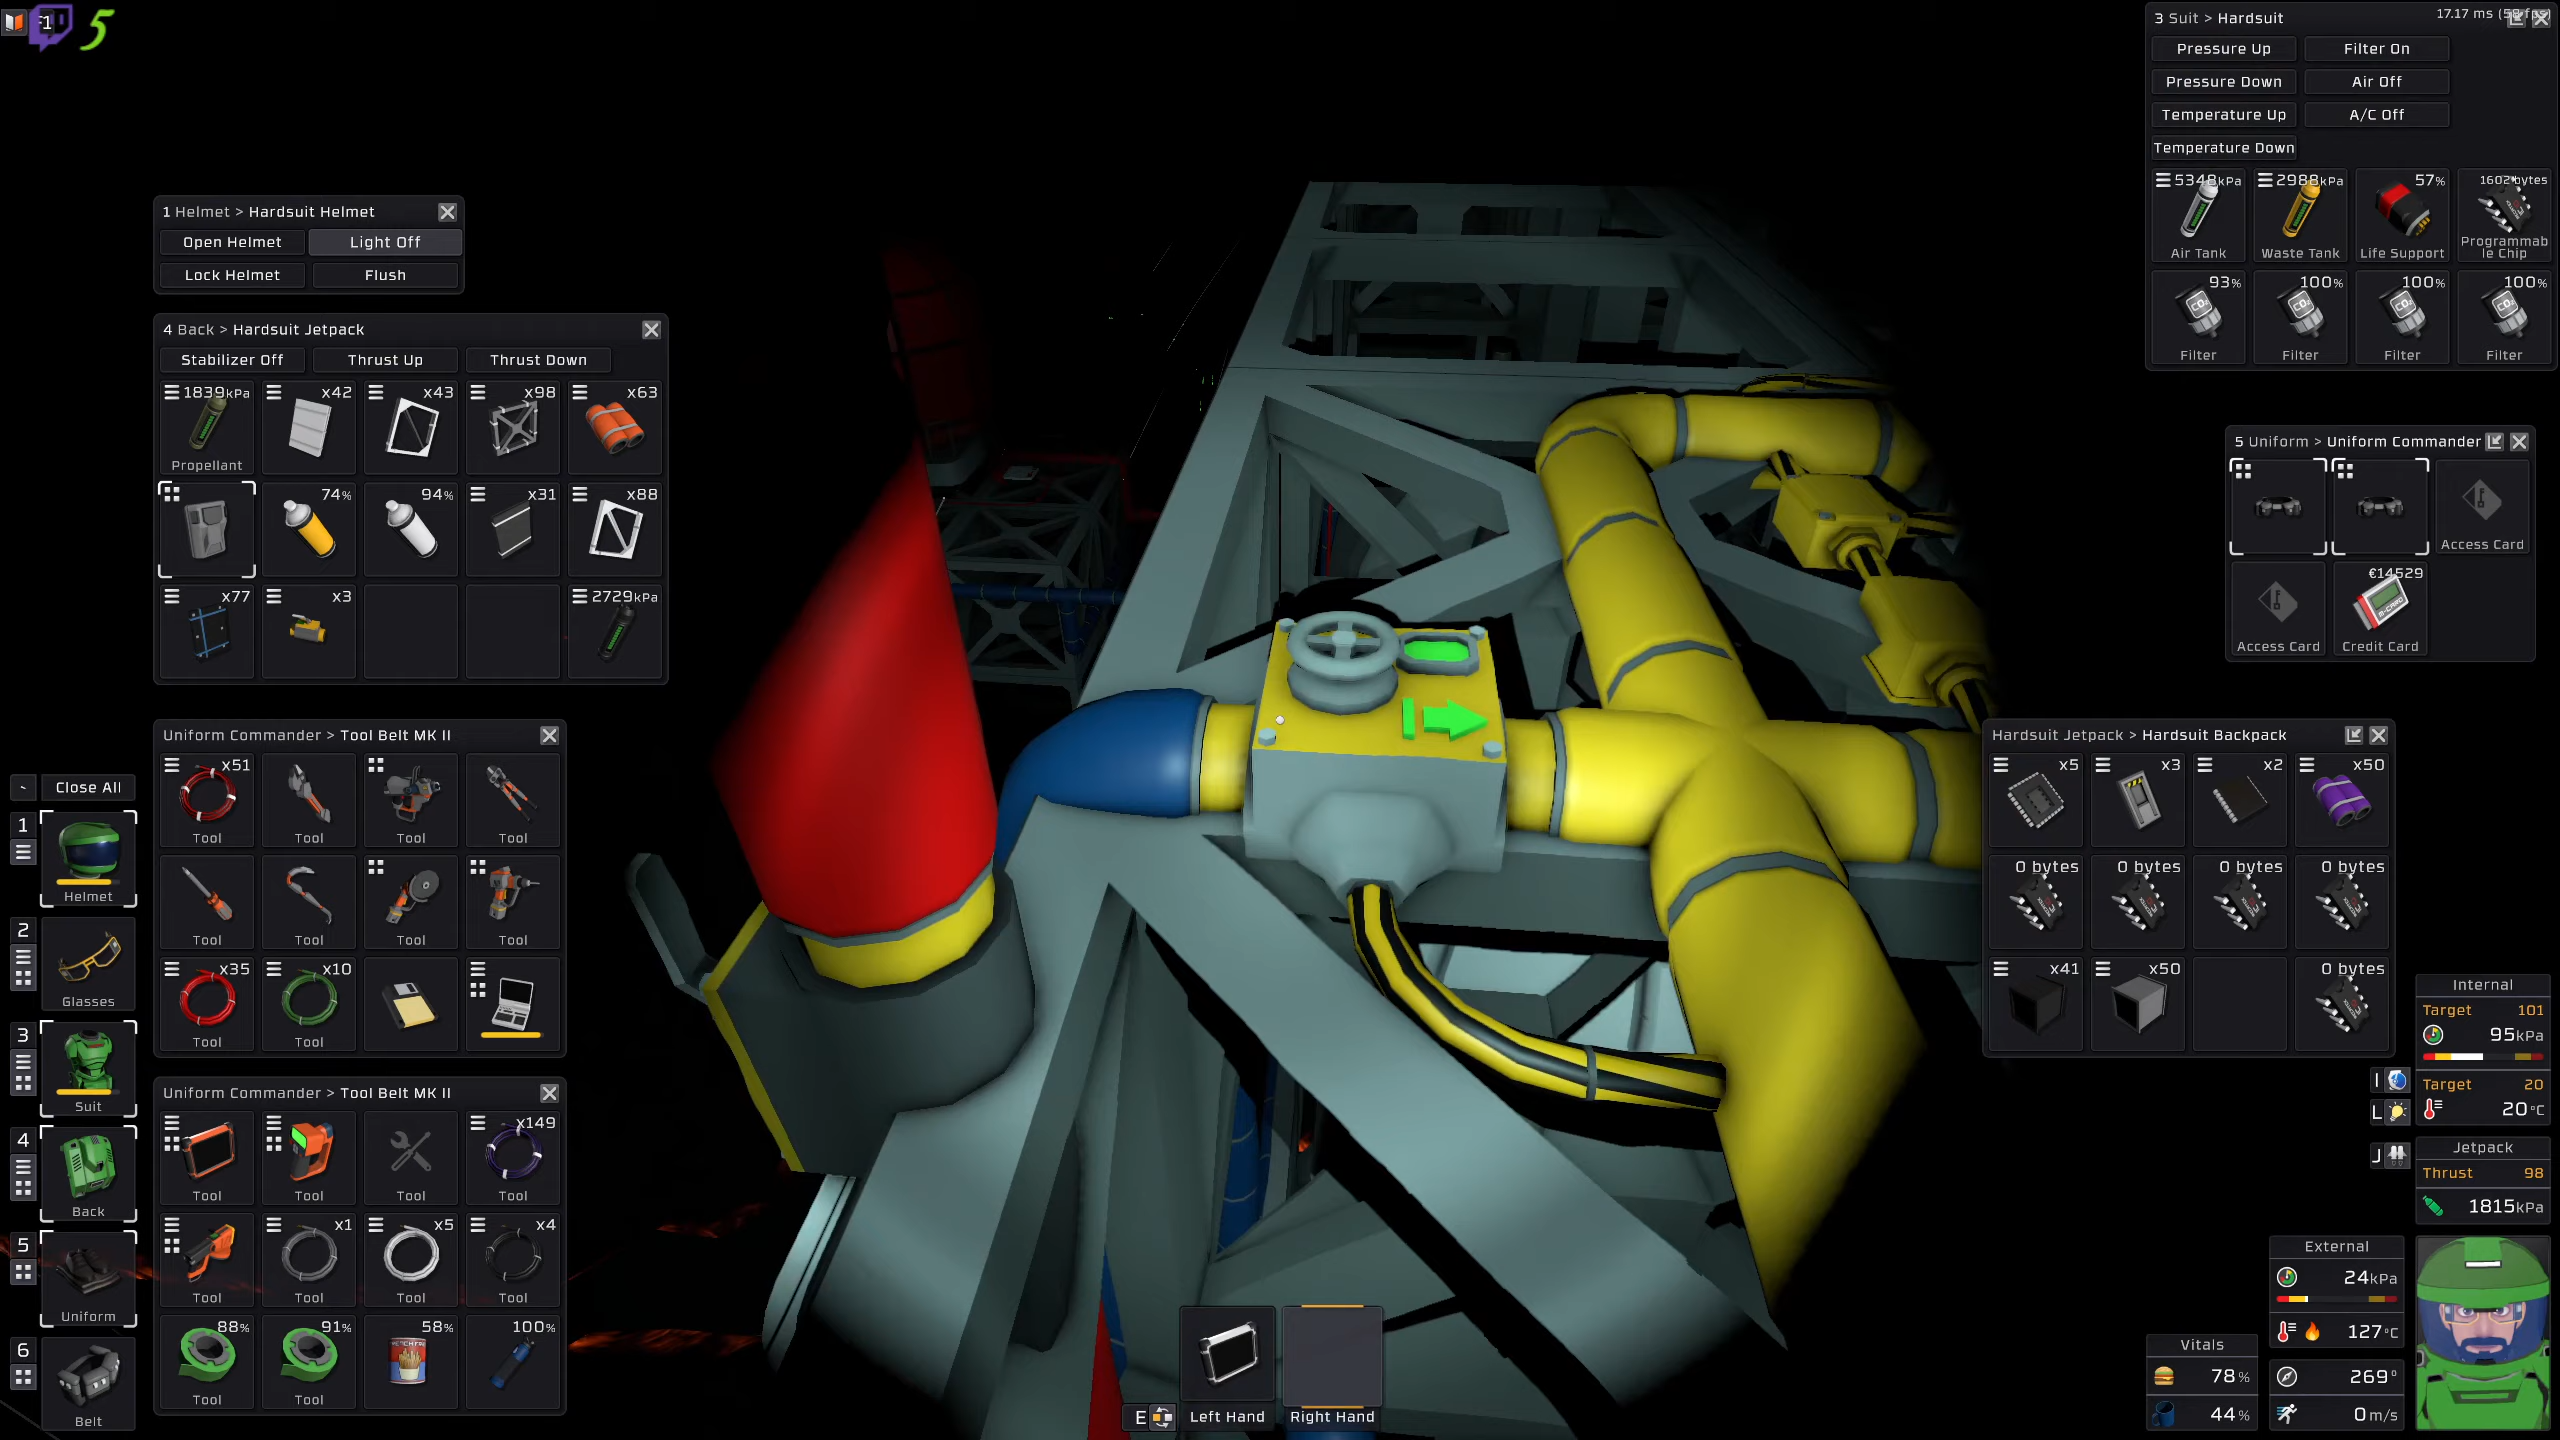 F1
5
17.17 ms (58 fps)
3 Suit > Hardsuit
Pressure Up
Filter On
Pressure Down
Air Off
Temperature Up
A/C Off
Temperature Down
5348kPa
2988kPa
57%
1602 bytes
Air Tank
Waste Tank
Life Support
Programmab
le Chip
93%
100%
100%
100%
Filter
Filter
Filter
Filter
1 Helmet > Hardsuit Helmet
Open Helmet
Light Off
Lock Helmet
Flush
4 Back > Hardsuit Jetpack
Stabilizer Off
Thrust Up
Thrust Down
1839kPa
x42
x43
x98
x63
Propellant
74%
94%
x31
x88
x77
x3
2729kPa
5 Uniform > Uniform Commander
Access Card
€14529
Access Card
Credit Card
Uniform Commander > Tool Belt MK II
x51
Tool
Tool
Tool
Tool
Tool
Tool
Tool
Tool
x35
x10
Tool
Tool
Hardsuit Jetpack > Hardsuit Backpack
x5
x3
x2
x50
0 bytes
0 bytes
0 bytes
0 bytes
x41
x50
0 bytes
~ Close All
1
Helmet
2
Glasses
3
Suit
4
Back
5
Uniform
6
Belt
Uniform Commander > Tool Belt MK II
x149
Tool
Tool
Tool
Tool
x1
x5
x4
Tool
Tool
Tool
Tool
88%
91%
58%
100%
Tool
Tool
E
Left Hand
Right Hand
Internal
Target 101
95kPa
Target 20
20°C
I
L
J
Jetpack
Thrust 98
1815kPa
External
24kPa
127°C
Vitals
78%
269°
44%
0m/s